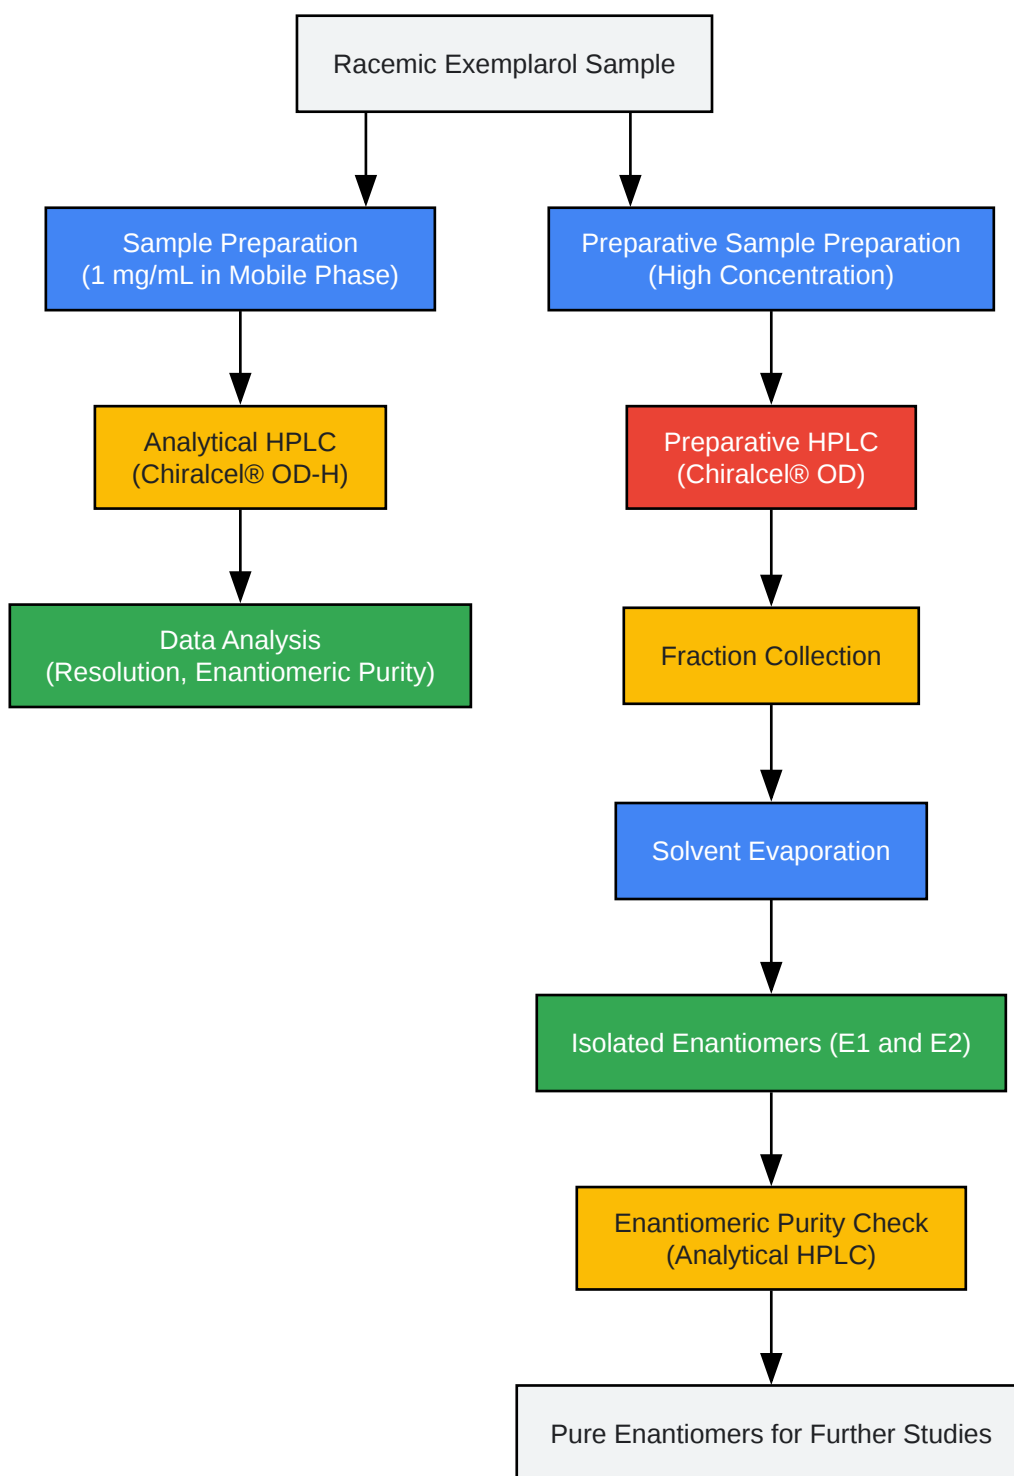 Racemic Exemplarol Sample
Sample Preparation
(1 mg/mL in Mobile Phase)
Preparative Sample Preparation
(High Concentration)
Analytical HPLC
(Chiralcel® OD-H)
Preparative HPLC
(Chiralcel® OD)
Data Analysis
(Resolution, Enantiomeric Purity)
Fraction Collection
Solvent Evaporation
Isolated Enantiomers (E1 and E2)
Enantiomeric Purity Check
(Analytical HPLC)
Pure Enantiomers for Further Studies